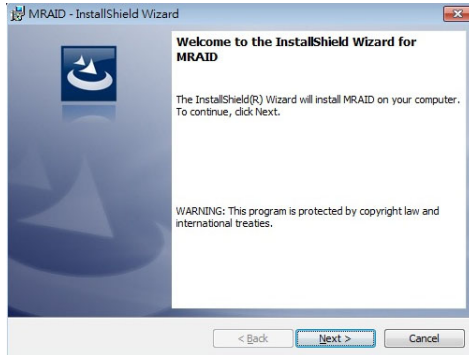 MRAID - InstallShield Wizard
Welcome to the InstallShield Wizard for
MRAID
The InstallShield(R) Wizard will install MRAID on your computer.
To continue, click Next.
WARNING: This program is protected by copyright law and
international treaties.
< Back
Next >
Cancel